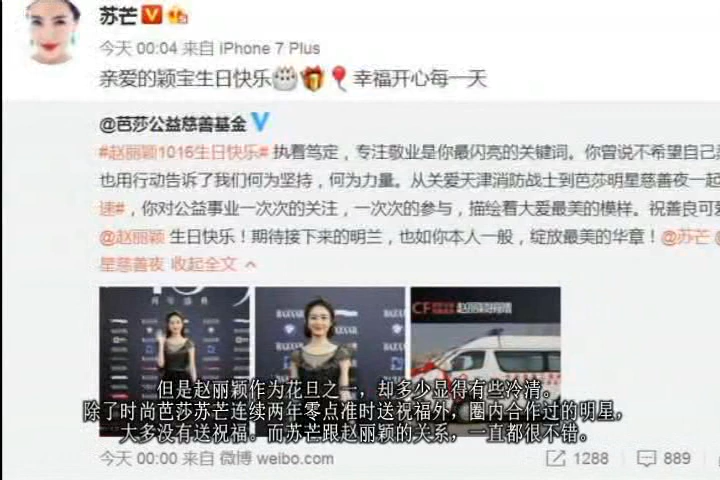 苏芒
今天 00:04 来自 iPhone 7 Plus
亲爱的颖宝生日快乐🎂🎁🎈幸福开心每一天
@芭莎公益慈善基金
#赵丽颖1016生日快乐# 执着笃定，专注敬业是你最闪亮的关键词。你曾说不希望自己
也用行动告诉了我们何为坚持，何为力量。从关爱天津消防战士到芭莎明星慈善夜一起
速#，你对公益事业一次次的关注，一次次的参与，描绘着大爱最美的模样。祝善良可爱
@赵丽颖 生日快乐！期待接下来的明兰，也如你本人一般，绽放最美的华章！@苏芒 @
星慈善夜 收起全文
BAZAAR
CF
但是赵丽颖作为花旦之一，却多少显得有些冷清。
除了时尚芭莎苏芒连续两年零点准时送祝福外，圈内合作过的明星，
大多没有送祝福。而苏芒跟赵丽颖的关系，一直都很不错。
今天 00:00 来自 微博 weibo.com
1288
889